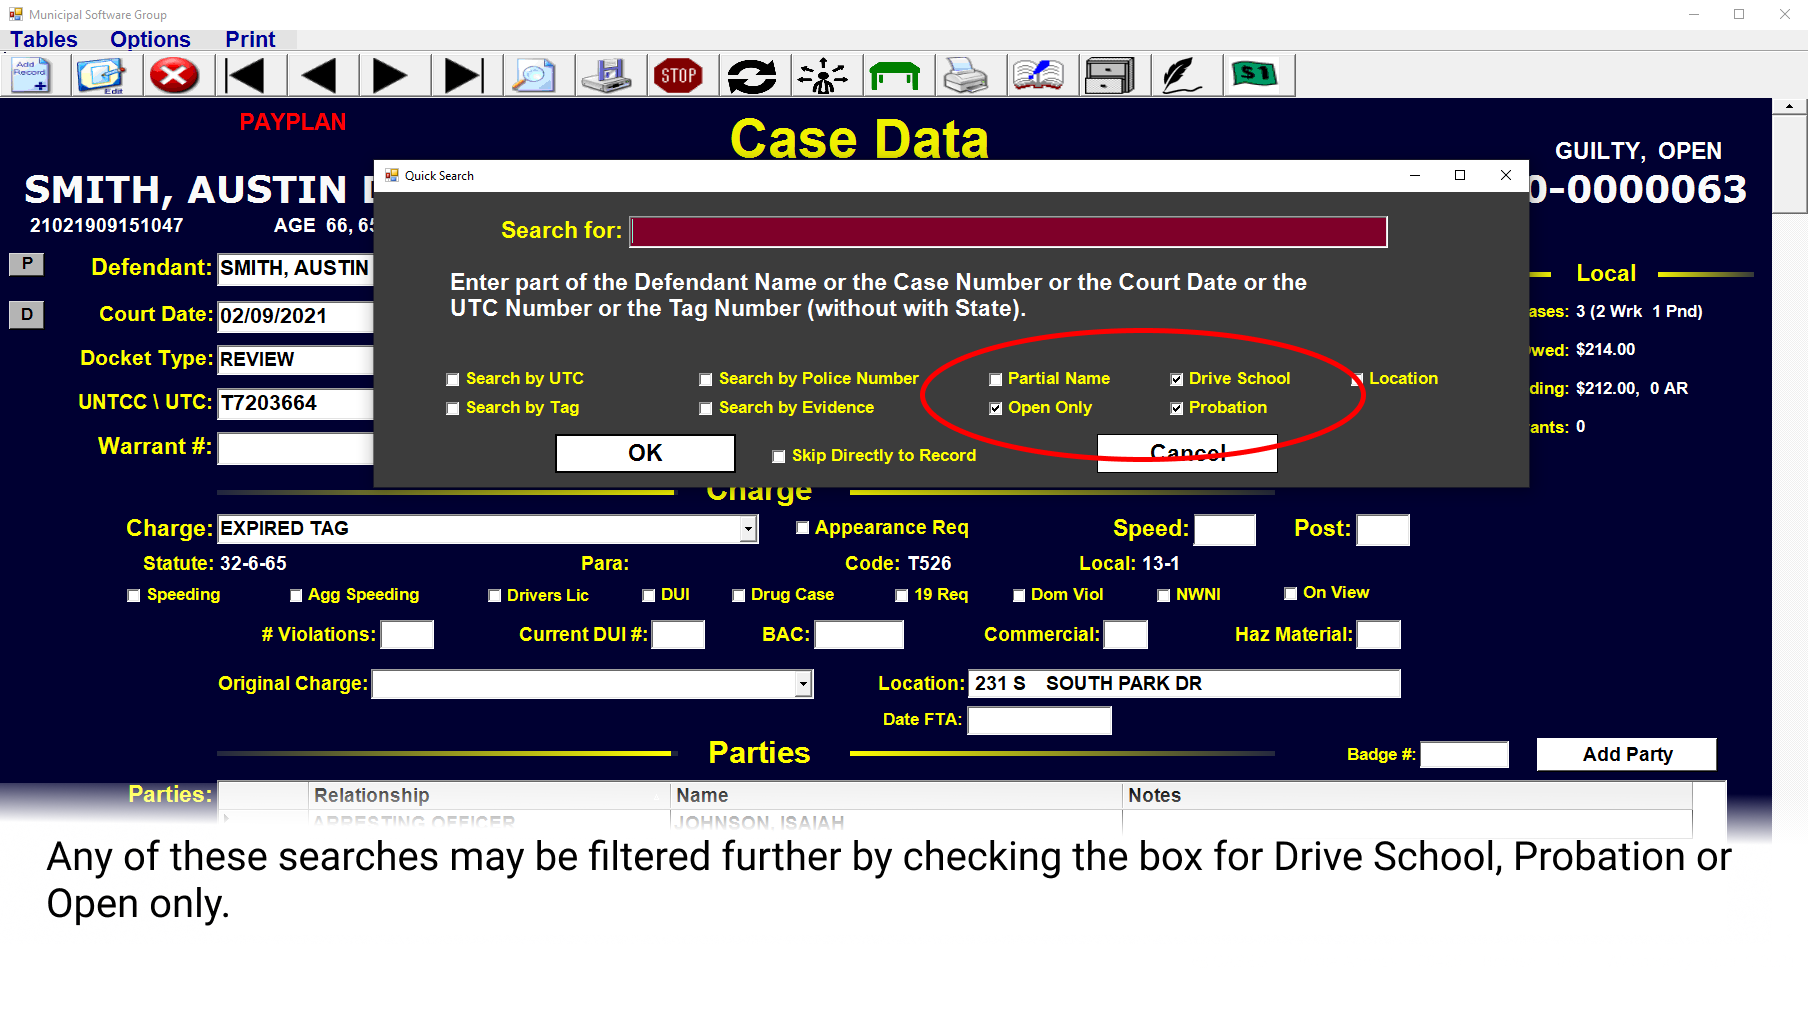 Municipal Software Group
Tables Options Print
Add Record
Edit
STOP
$1
PAYPLAN
Case Data
GUILTY, OPEN
SMITH, AUSTIN
0-0000063
21021909151047
AGE 66, 65
Quick Search
Search for:
Enter part of the Defendant Name or the Case Number or the Court Date or the
UTC Number or the Tag Number (without with State).
Search by UTC
Search by Police Number
Partial Name
Drive School
Location
Search by Tag
Search by Evidence
Open Only
Probation
OK
Skip Directly to Record
Cancel
P
Defendant: SMITH, AUSTIN
D
Court Date: 02/09/2021
Docket Type: REVIEW
UNTCC \ UTC: T7203664
Warrant #:
Local
ases: 3 (2 Wrk 1 Pnd)
wed: $214.00
ding: $212.00, 0 AR
ants: 0
Charge
Charge: EXPIRED TAG
Appearance Req
Speed:
Post:
Statute: 32-6-65
Para:
Code: T526
Local: 13-1
Speeding
Agg Speeding
Drivers Lic
DUI
Drug Case
19 Req
Dom Viol
NWNI
On View
# Violations:
Current DUI #:
BAC:
Commercial:
Haz Material:
Original Charge:
Location: 231 S SOUTH PARK DR
Date FTA:
Parties
Badge #:
Add Party
Parties:
Relationship
Name
Notes
ARRESTING OFFICER
JOHNSON, ISAIAH
Any of these searches may be filtered further by checking the box for Drive School, Probation or
Open only.